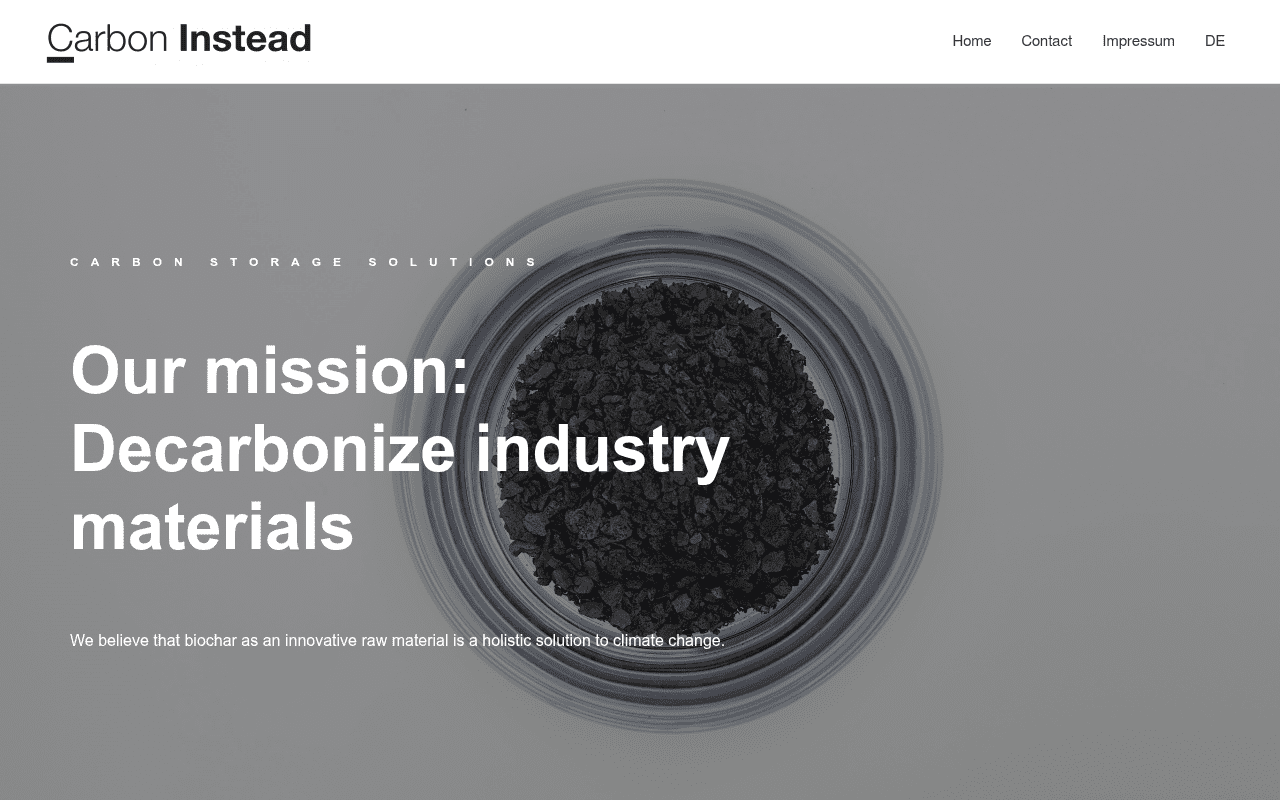 Carbon Instead
Home
Contact
Impressum
DE
CARBON STORAGE SOLUTIONS
Our mission:
Decarbonize industry
materials
We believe that biochar as an innovative raw material is a holistic solution to climate change.